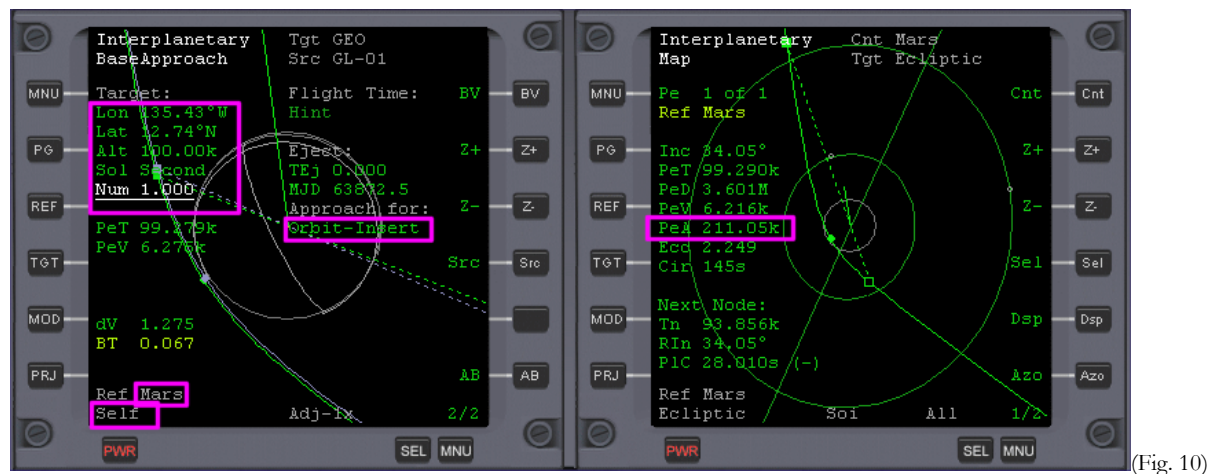 Interplanetary Tgt GEO
BaseApproach Src GL-01
MNU Target: Flight Time: BV BV
Lon 135.43°W Hint
Lat 12.74°N
PG Alt 100.00k Eject: Z+ Z+
Sol Second TEj 0.000
Num 1.000 MJD 63872.5
REF Approach for: Z- Z-
PeT 99.279k Orbit-Insert
PeV 6.276k
TGT Src Src
MOD dV 1.275
BT 0.067
PRJ AB AB
Ref Mars
Self Adj-Ix 2/2
PWR SEL MNU
Interplanetary Cnt Mars
Map Tgt Ecliptic
MNU Pe 1 of 1 Cnt Cnt
Ref Mars
PG Inc 34.05° Z+ Z+
PeT 99.290k
PeD 3.601M
REF PeV 6.216k Z- Z-
PeA 211.05k
Ecc 2.249
TGT Cir 145s Sel Sel
Next Node:
MOD Tn 93.856k Dsp Dsp
RIn 34.05°
PlC 28.010s (-)
PRJ Azo Azo
Ref Mars
Ecliptic Soi All 1/2
PWR SEL MNU
(Fig. 10)